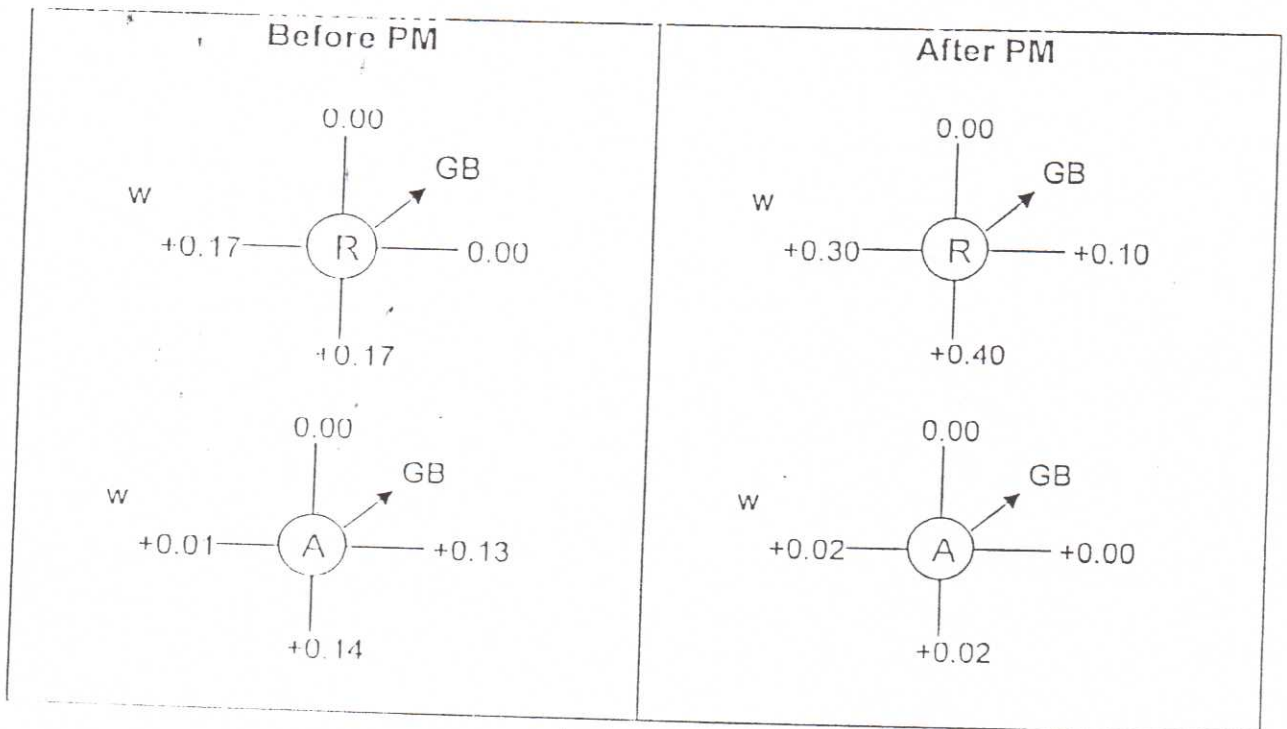 Before PM
0.00
GB
w
+0.17
R
0.00
+0.17
0.00
GB
w
+0.01
A
+0.13
+0.14
After PM
0.00
GB
w
+0.30
R
+0.10
+0.40
0.00
GB
w
+0.02
A
+0.00
+0.02